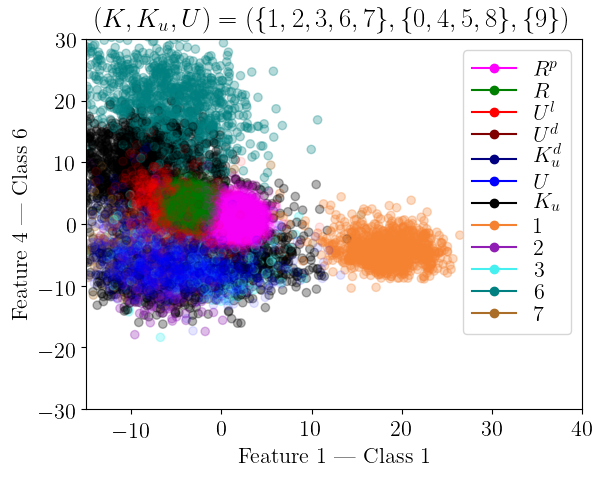 (K, K_u, U) = ({1, 2, 3, 6, 7}, {0, 4, 5, 8}, {9})
30
20
10
0
−10
−20
−30
Feature 4 — Class 6
R^p
R
U^l
U^d
K_u^d
U
K_u
1
2
3
6
7
−10
0
10
20
30
40
Feature 1 — Class 1